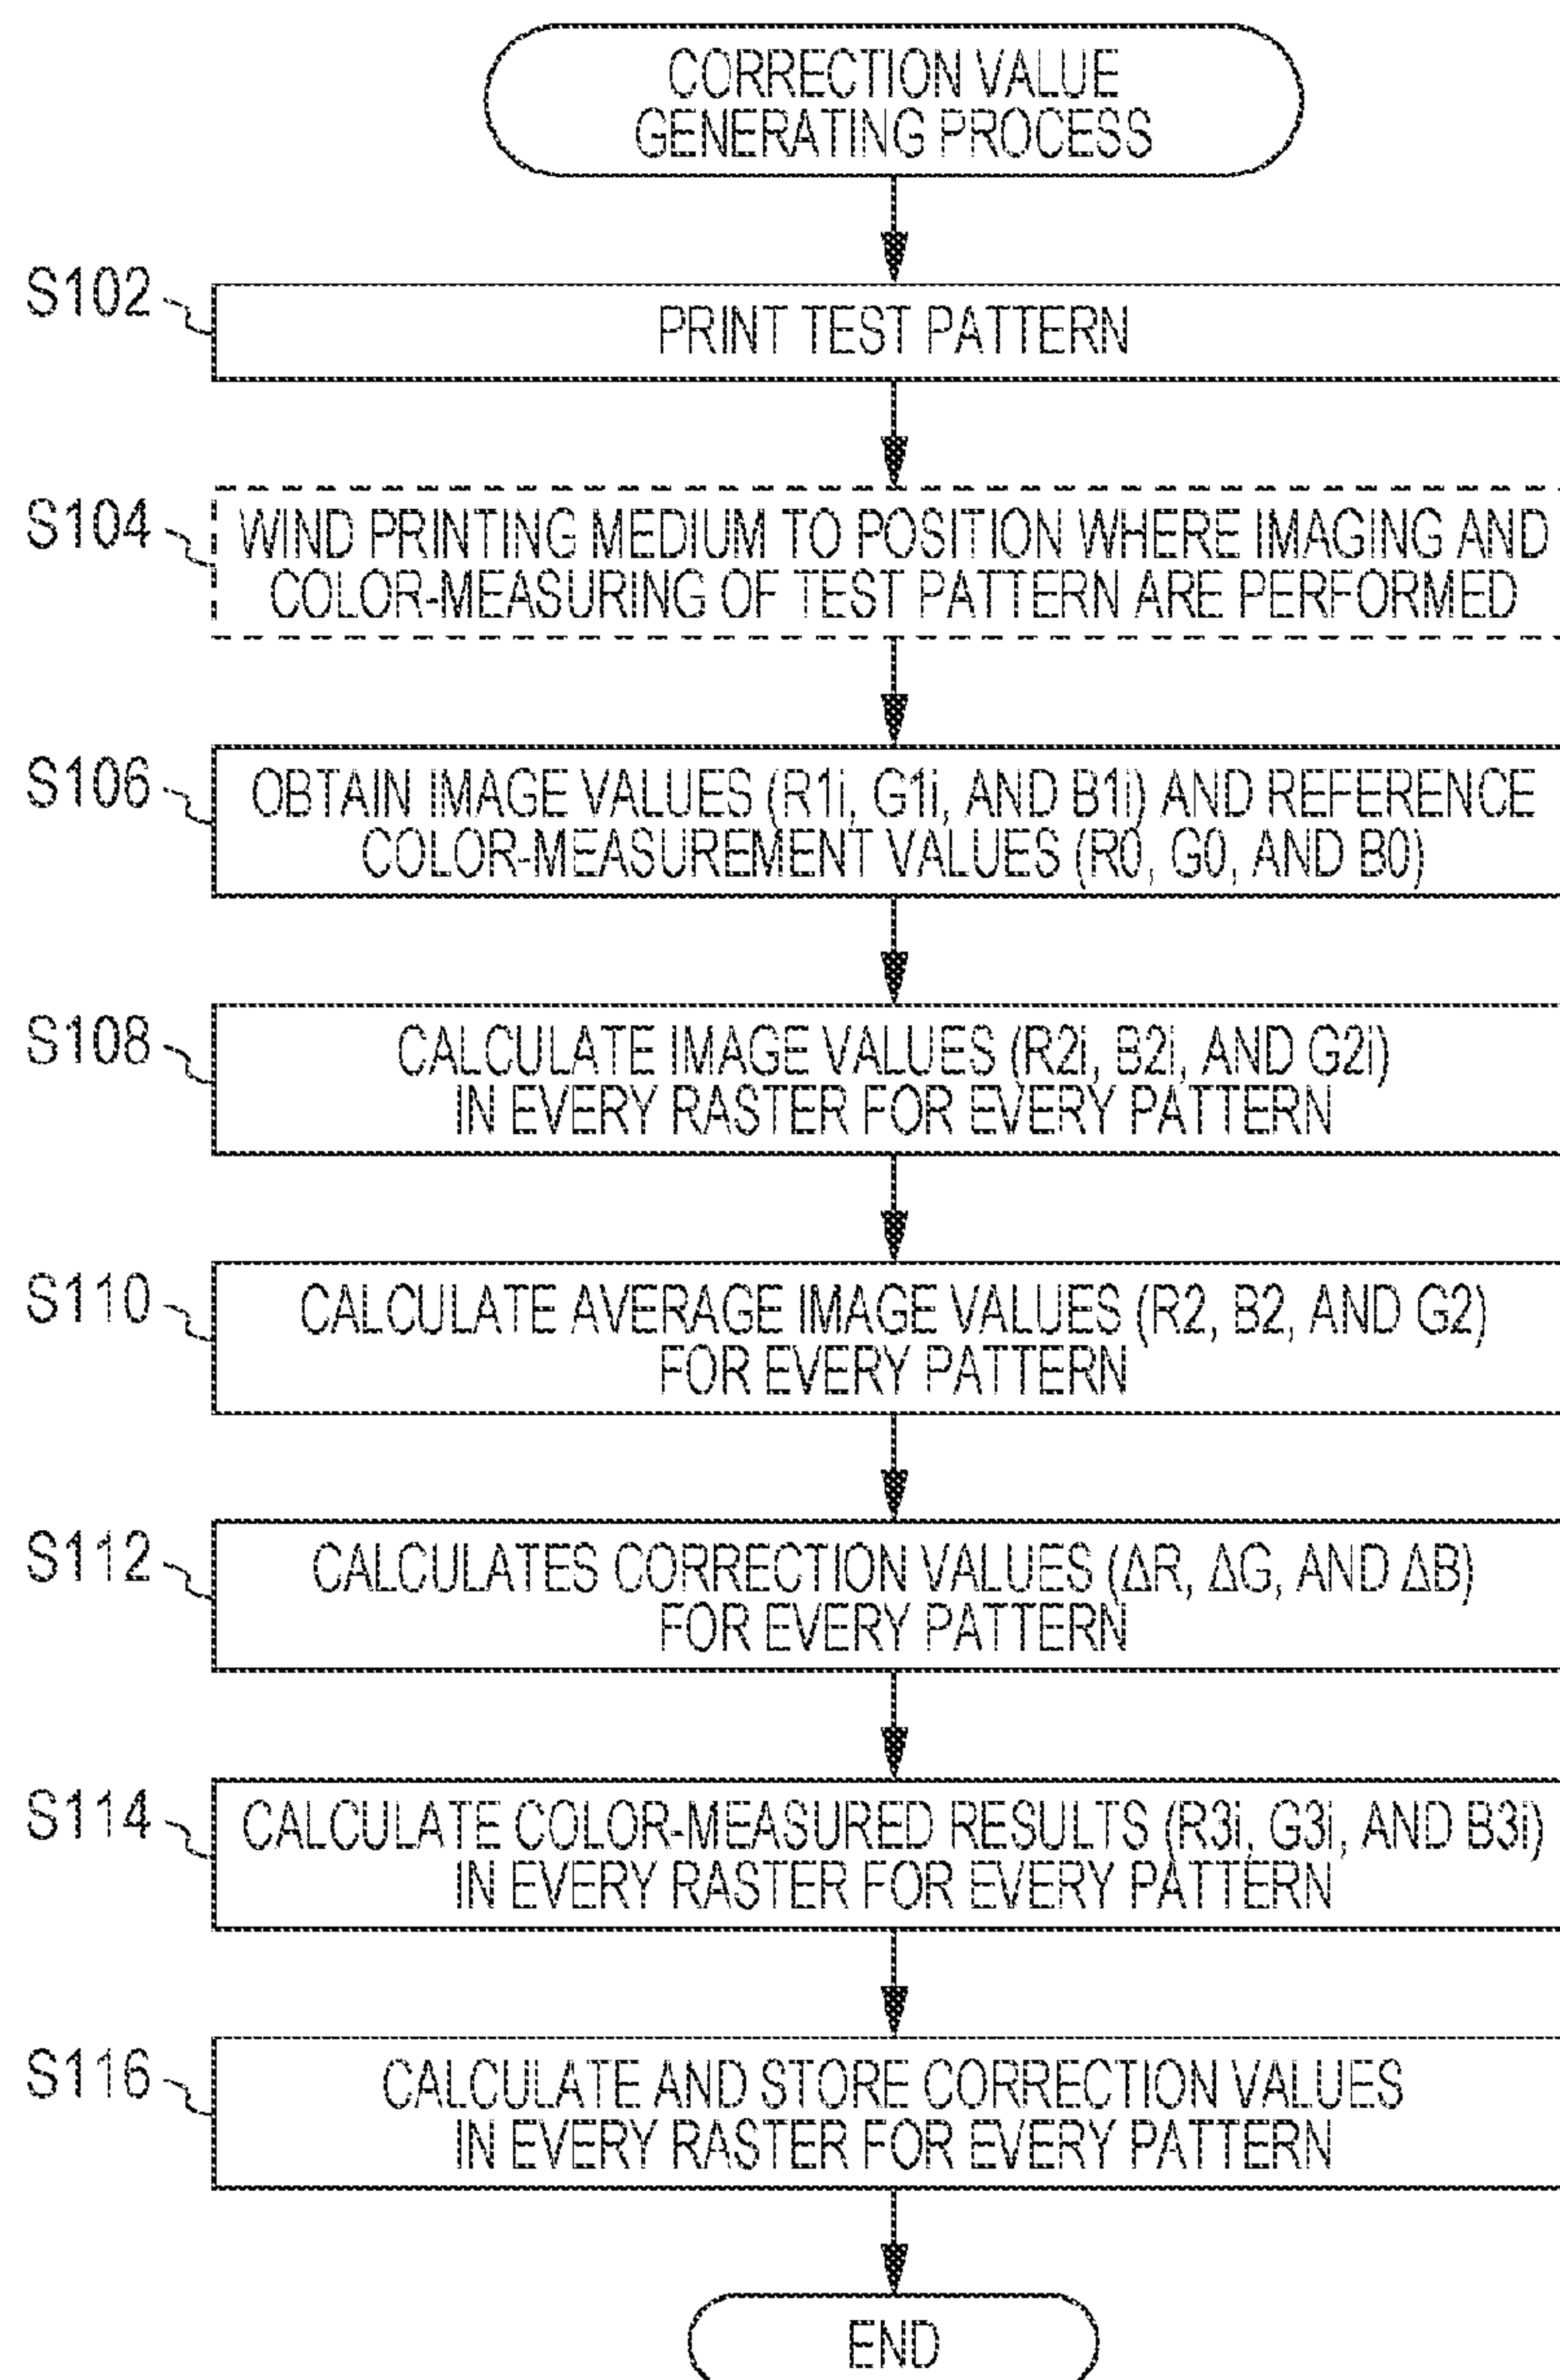 CORRECTION VALUE
GENERATING PROCESS
S102
PRINT TEST PATTERN
S104
WIND PRINTING MEDIUM TO POSITION WHERE IMAGING AND
COLOR-MEASURING OF TEST PATTERN ARE PERFORMED
S106
OBTAIN IMAGE VALUES (R1i, G1i, AND B1i) AND REFERENCE
COLOR-MEASUREMENT VALUES (R0, G0, AND B0)
S108
CALCULATE IMAGE VALUES (R2i, B2i, AND G2i)
IN EVERY RASTER FOR EVERY PATTERN
S110
CALCULATE AVERAGE IMAGE VALUES (R2, B2, AND G2)
FOR EVERY PATTERN
S112
CALCULATES CORRECTION VALUES (ΔR, ΔG, AND ΔB)
FOR EVERY PATTERN
S114
CALCULATE COLOR-MEASURED RESULTS (R3i, G3i, AND B3i)
IN EVERY RASTER FOR EVERY PATTERN
S116
CALCULATE AND STORE CORRECTION VALUES
IN EVERY RASTER FOR EVERY PATTERN
END